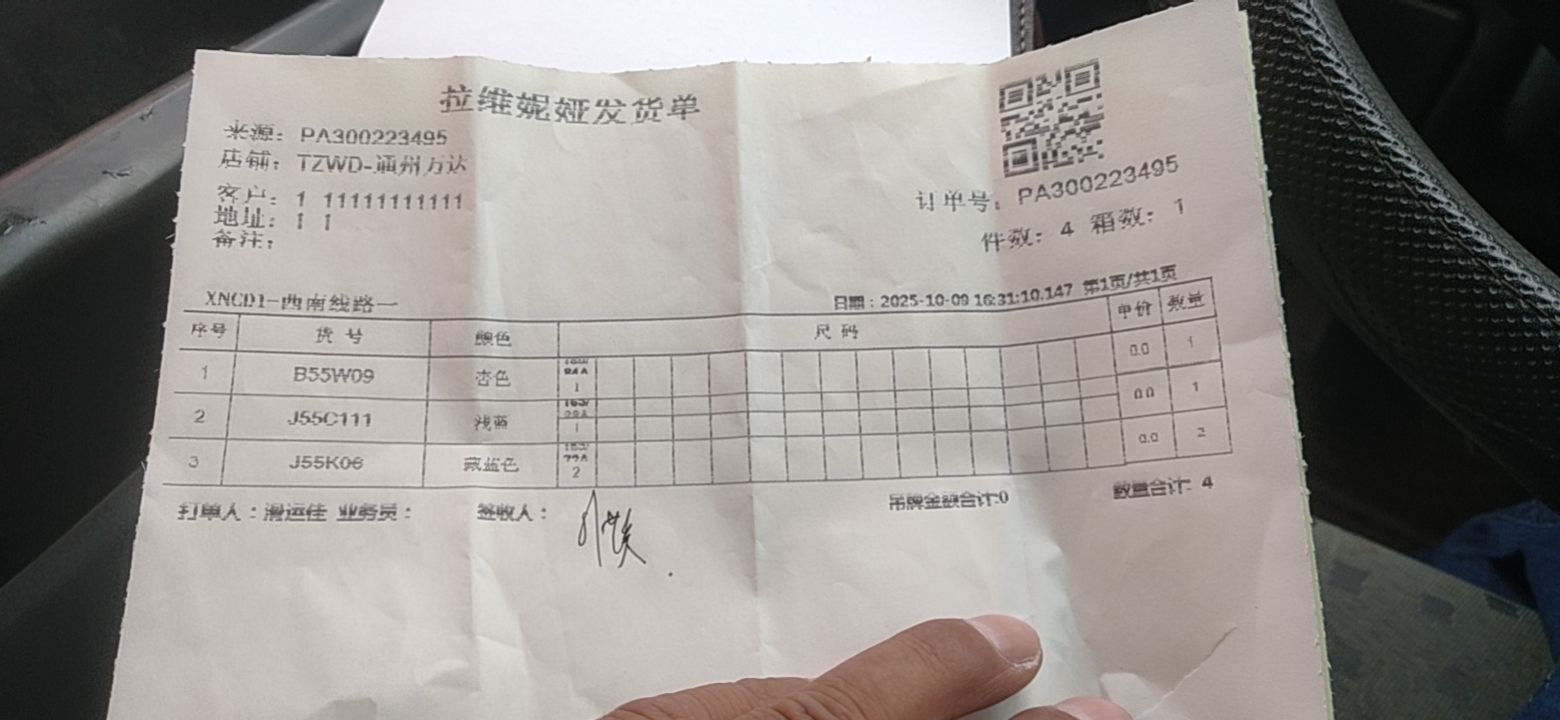 拉维妮娅发货单
来源: PA300223495
店铺: TZWD-通州万达
客户: 1 11111111111
地址: 1 1
备注:
订单号: PA300223495
件数: 4 箱数: 1
XNCD1-西南线路一
日期：2025-10-09 16:31:10.147 第1页/共1页
序号 货号 颜色 尺码 单价 数量
1 B55W09 杏色 84A 1 0.0 1
2 J55C111 浅蓝 1 0.0 1
3 J55K06 藏蓝色 77A 2 0.0 2
打单人：运佳 业务员： 签收人：
吊牌金额合计:0
数量合计: 4